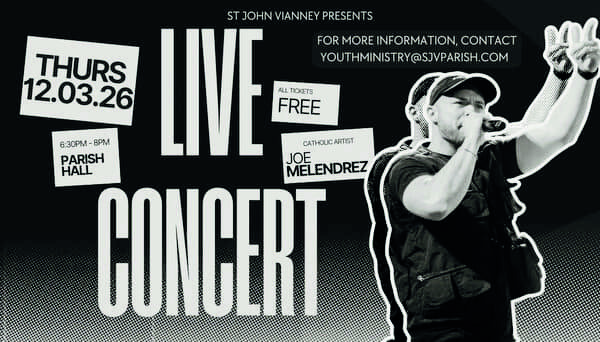 ST JOHN VIANNEY PRESENTS
FOR MORE INFORMATION, CONTACT
YOUTHMINISTRY@SJVPARISH.COM
THURS
12.03.26
LIVE
ALL TICKETS
FREE
6:30PM - 8PM
PARISH
HALL
CATHOLIC ARTIST
JOE
MELENDREZ
CONCERT